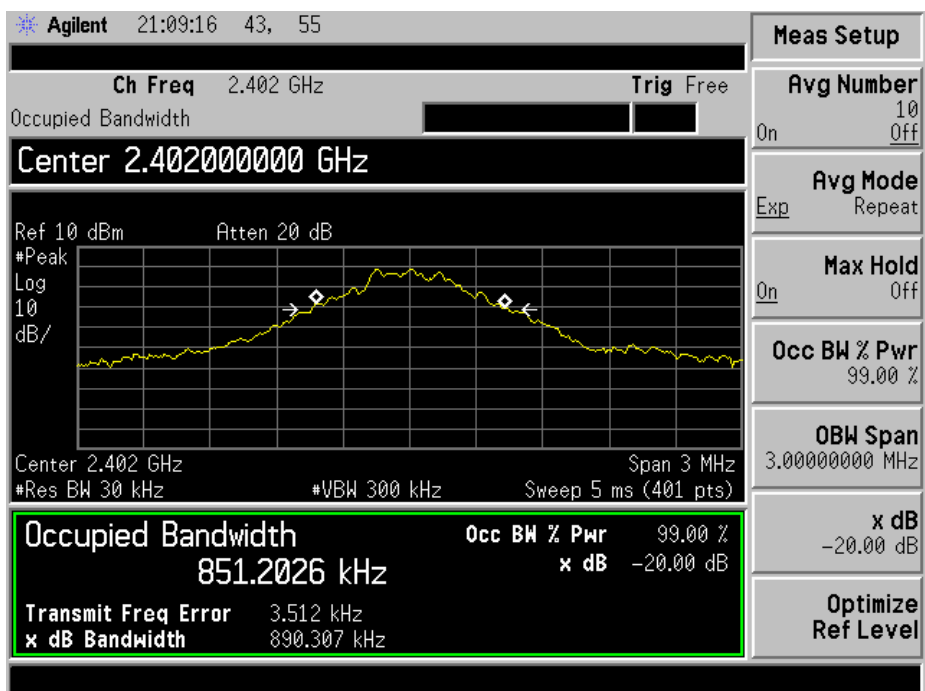 Agilent 21:09:16 43, 55
Meas Setup
Ch Freq 2.402 GHz Trig Free
Occupied Bandwidth
Center 2.402000000 GHz
Ref 10 dBm Atten 20 dB
#Peak
Log
10
dB/
Center 2.402 GHz Span 3 MHz
#Res BW 30 kHz #VBW 300 kHz Sweep 5 ms (401 pts)
Occupied Bandwidth
851.2026 kHz
Occ BW % Pwr 99.00 %
x dB -20.00 dB
Transmit Freq Error 3.512 kHz
x dB Bandwidth 890.307 kHz
Avg Number
10
On Off
Avg Mode
Exp Repeat
Max Hold
On Off
Occ BW % Pwr
99.00 %
OBW Span
3.00000000 MHz
x dB
-20.00 dB
Optimize
Ref Level